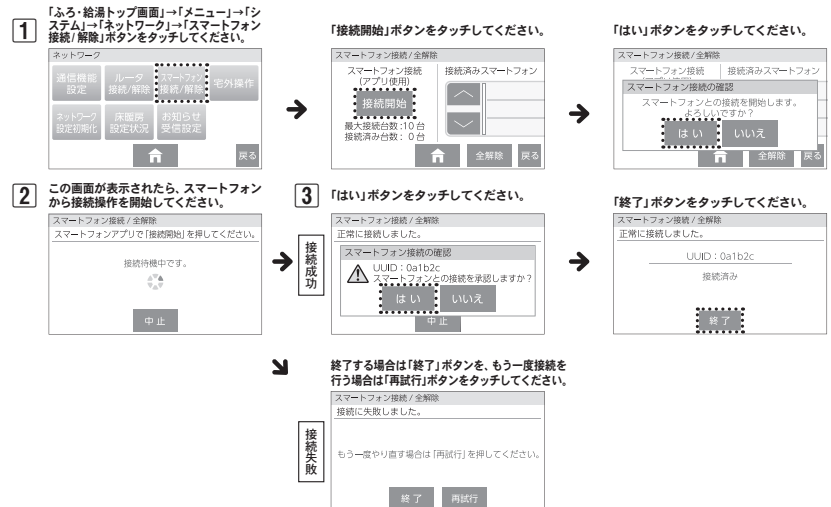 1
「ふろ・給湯トップ画面」→「メニュー」→「シ
ステム」→「ネットワーク」→「スマートフォン
接続/解除」ボタンをタッチしてください。
ネットワーク
通信機能
設定
ルータ
接続/解除
スマートフォン
接続/解除
宅外操作
ネットワーク
設定初期化
床暖房
設定状況
お知らせ
受信設定
戻る
「接続開始」ボタンをタッチしてください。
スマートフォン接続/全解除
スマートフォン接続
(アプリ使用)
接続済みスマートフォン
接続開始
最大接続台数:10台
接続済み台数: 0台
全解除
戻る
「はい」ボタンをタッチしてください。
スマートフォン接続/全解除
スマートフォン接続
接続済みスマートフォン
スマートフォン接続の確認
スマートフォンとの接続を開始します。
よろしいですか?
はい
いいえ
全解除
戻る
2
この画面が表示されたら、スマートフォン
から接続操作を開始してください。
スマートフォン接続/全解除
スマートフォンアプリで「接続開始」を押してください。
接続待機中です。
中止
接続成功
3
「はい」ボタンをタッチしてください。
スマートフォン接続/全解除
正常に接続しました。
スマートフォン接続の確認
UUID:0a1b2c
スマートフォンとの接続を承認しますか?
はい
いいえ
中止
「終了」ボタンをタッチしてください。
スマートフォン接続/全解除
正常に接続しました。
UUID:0a1b2c
接続済み
終了
接続失敗
終了する場合は「終了」ボタンを、もう一度接続を
行う場合は「再試行」ボタンをタッチしてください。
スマートフォン接続/全解除
接続に失敗しました。
もう一度やり直す場合は「再試行」を押してください。
終了
再試行